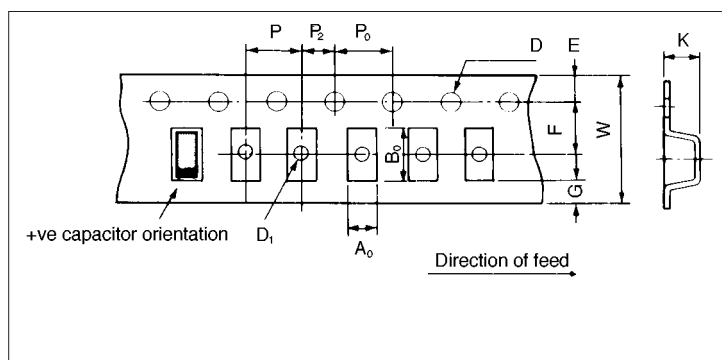 P P₂ P₀ D E K
F W
B₀
G
+ve capacitor orientation D₁
A₀
Direction of feed